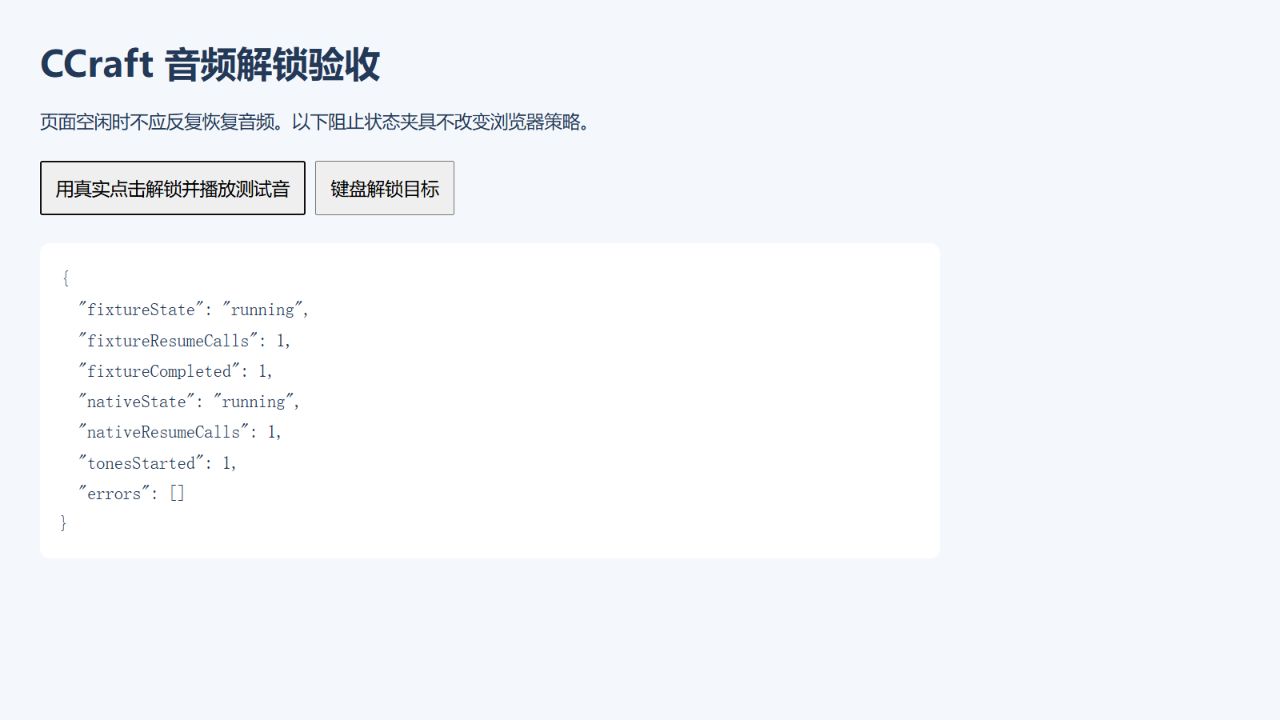 CCraft 音频解锁验收
页面空闲时不应反复恢复音频。以下阻止状态夹具不改变浏览器策略。
用真实点击解锁并播放测试音 键盘解锁目标
{
"fixtureState": "running",
"fixtureResumeCalls": 1,
"fixtureCompleted": 1,
"nativeState": "running",
"nativeResumeCalls": 1,
"tonesStarted": 1,
"errors": []
}